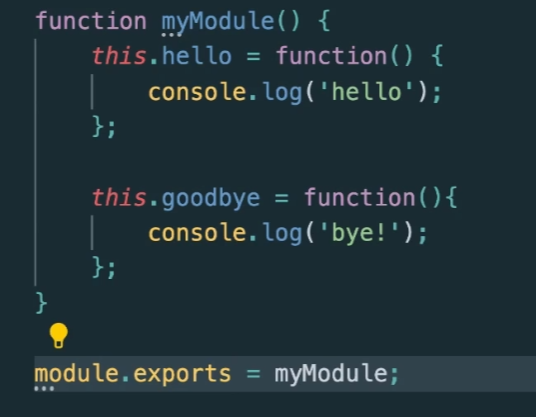 function myModule() {
    this.hello = function() {
        console.log('hello');
    };

    this.goodbye = function(){
        console.log('bye!');
    };
}

module.exports = myModule;